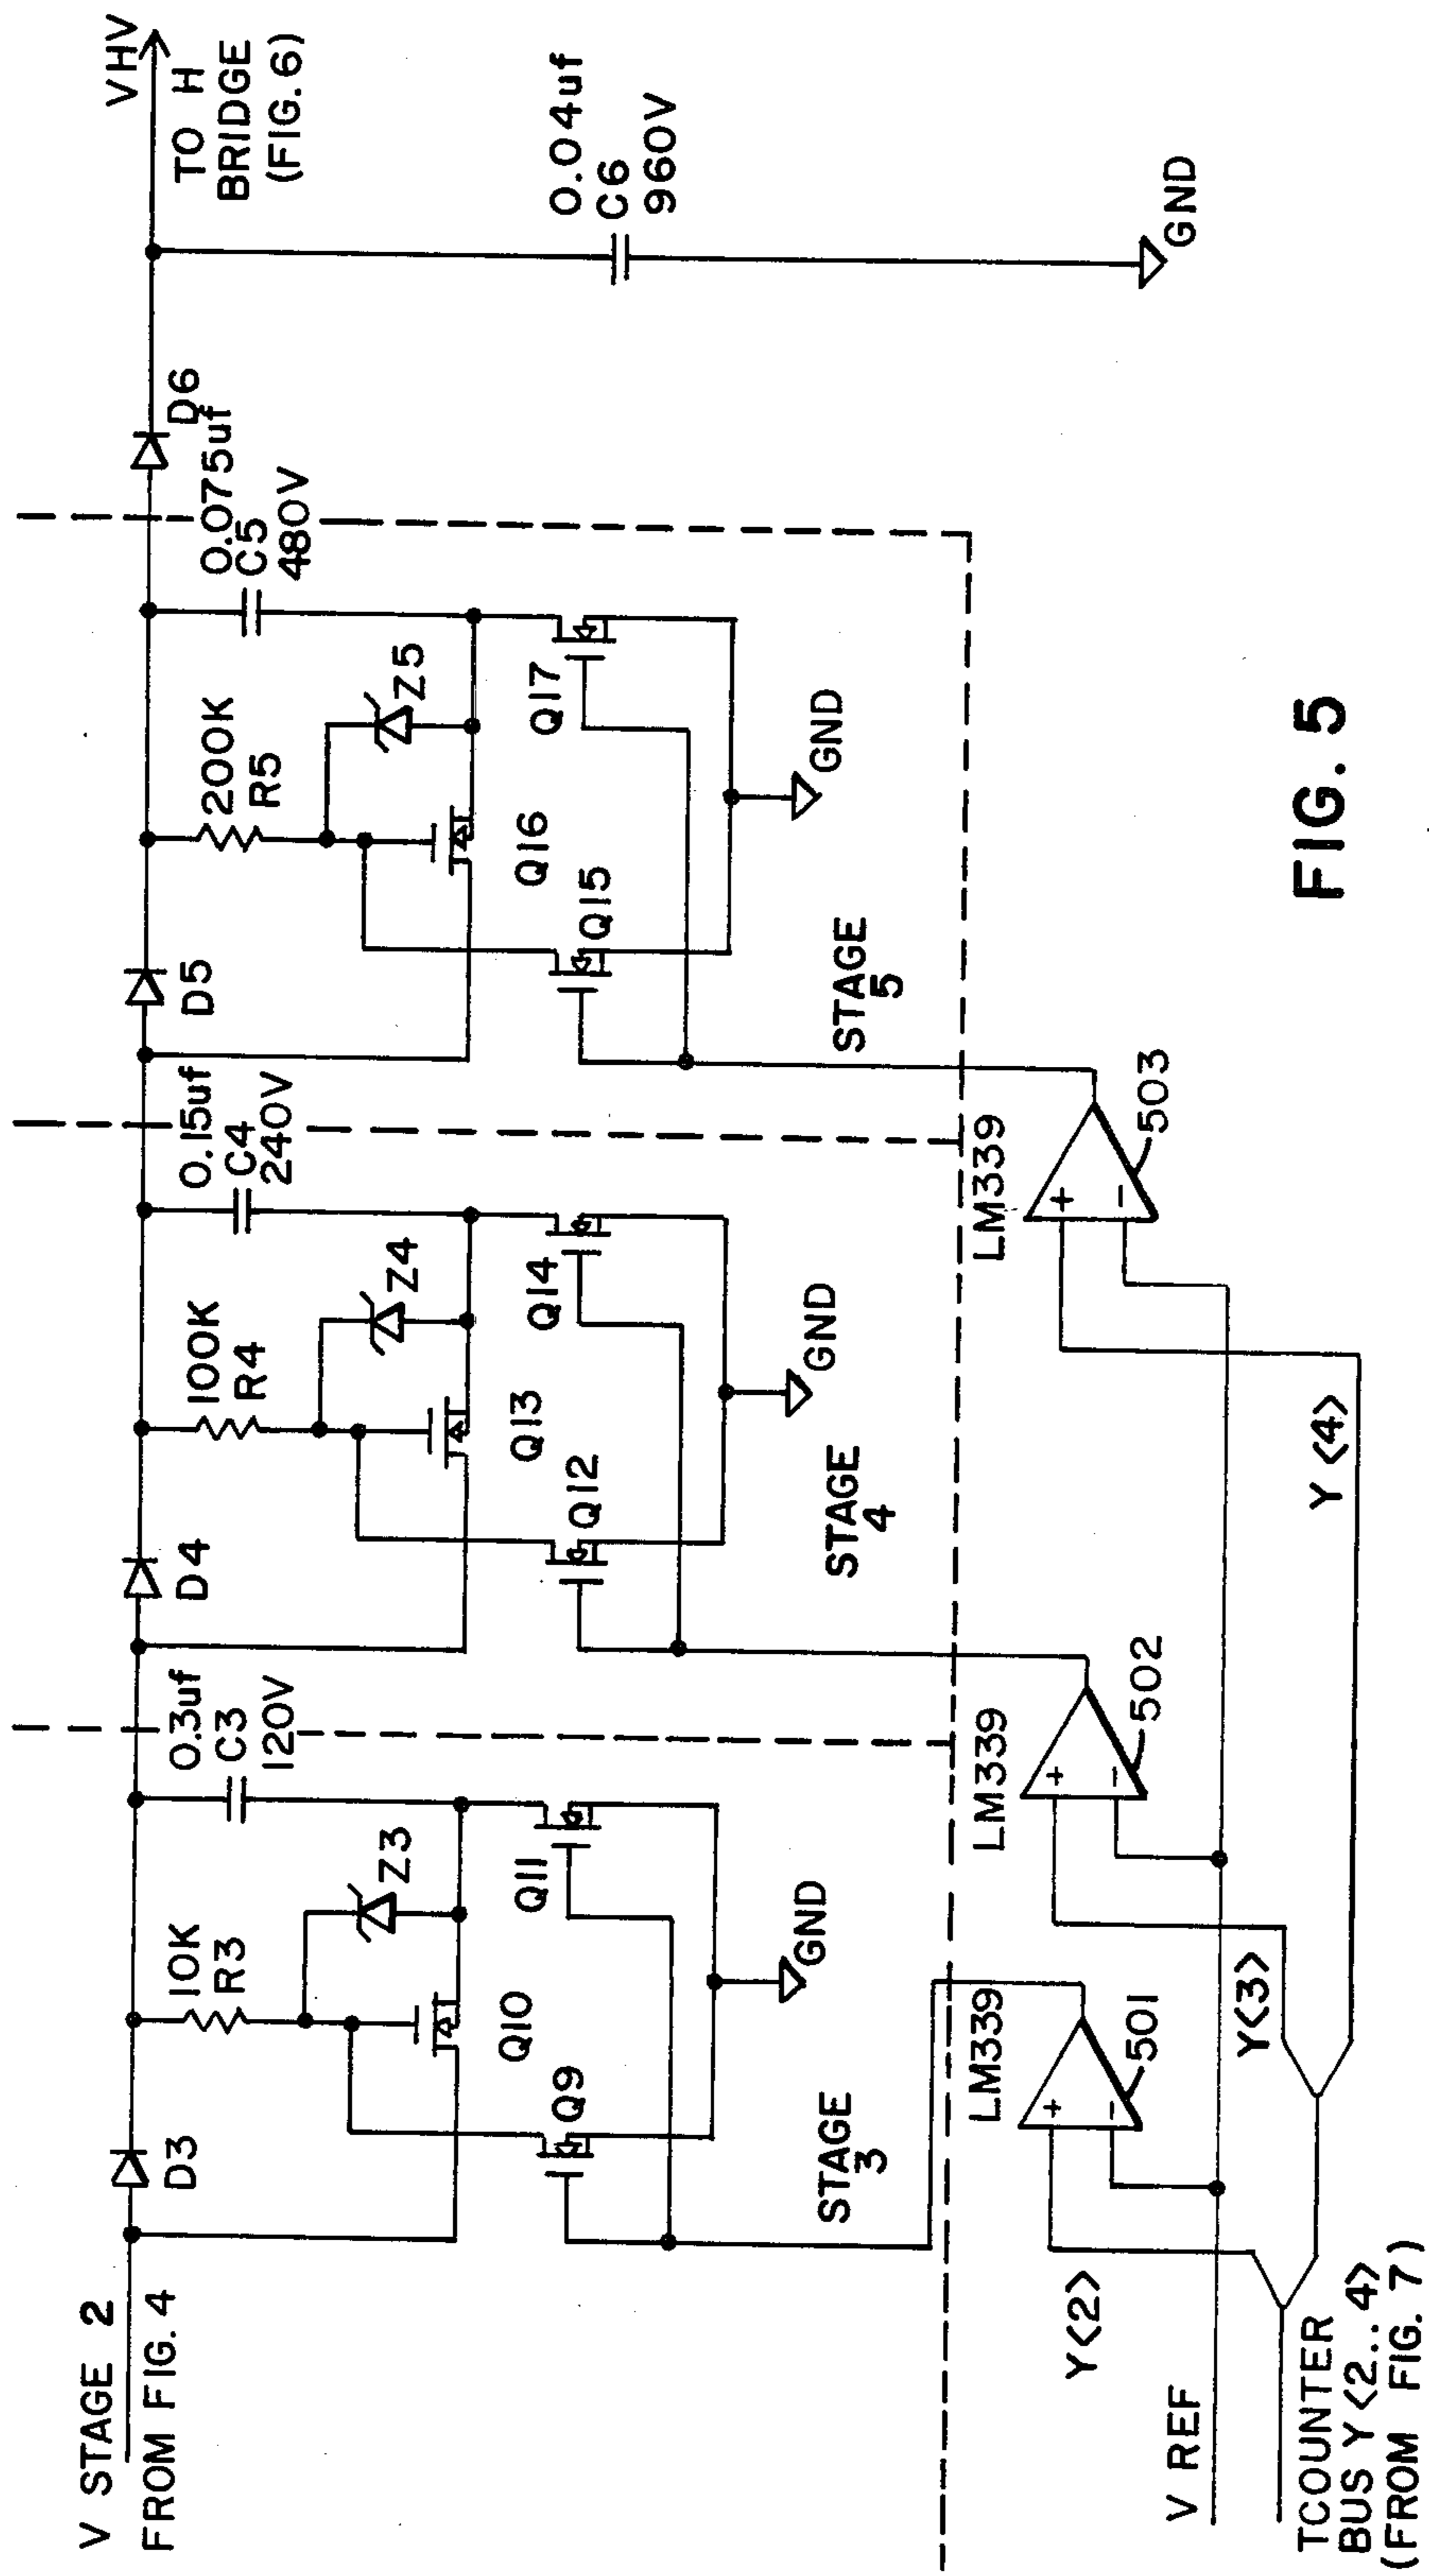 V STAGE 2
FROM FIG. 4
D3
10K
R3
Z3
Q10
Q9
Q11
0.3uf
C3
120V
GND
STAGE
3
D4
100K
R4
Z4
Q13
Q12
Q14
0.15uf
C4
240V
GND
STAGE
4
D5
200K
R5
Z5
Q16
Q15
Q17
0.075uf
C5
480V
GND
STAGE
5
D6
VHV
TO H
BRIDGE
(FIG. 6)
0.04uf
C6
960V
GND
LM339
+
−
501
LM339
+
−
502
LM339
+
−
503
Y<2>
Y<3>
Y<4>
V REF
TCOUNTER
BUS Y<2..4>
(FROM FIG. 7)
FIG. 5